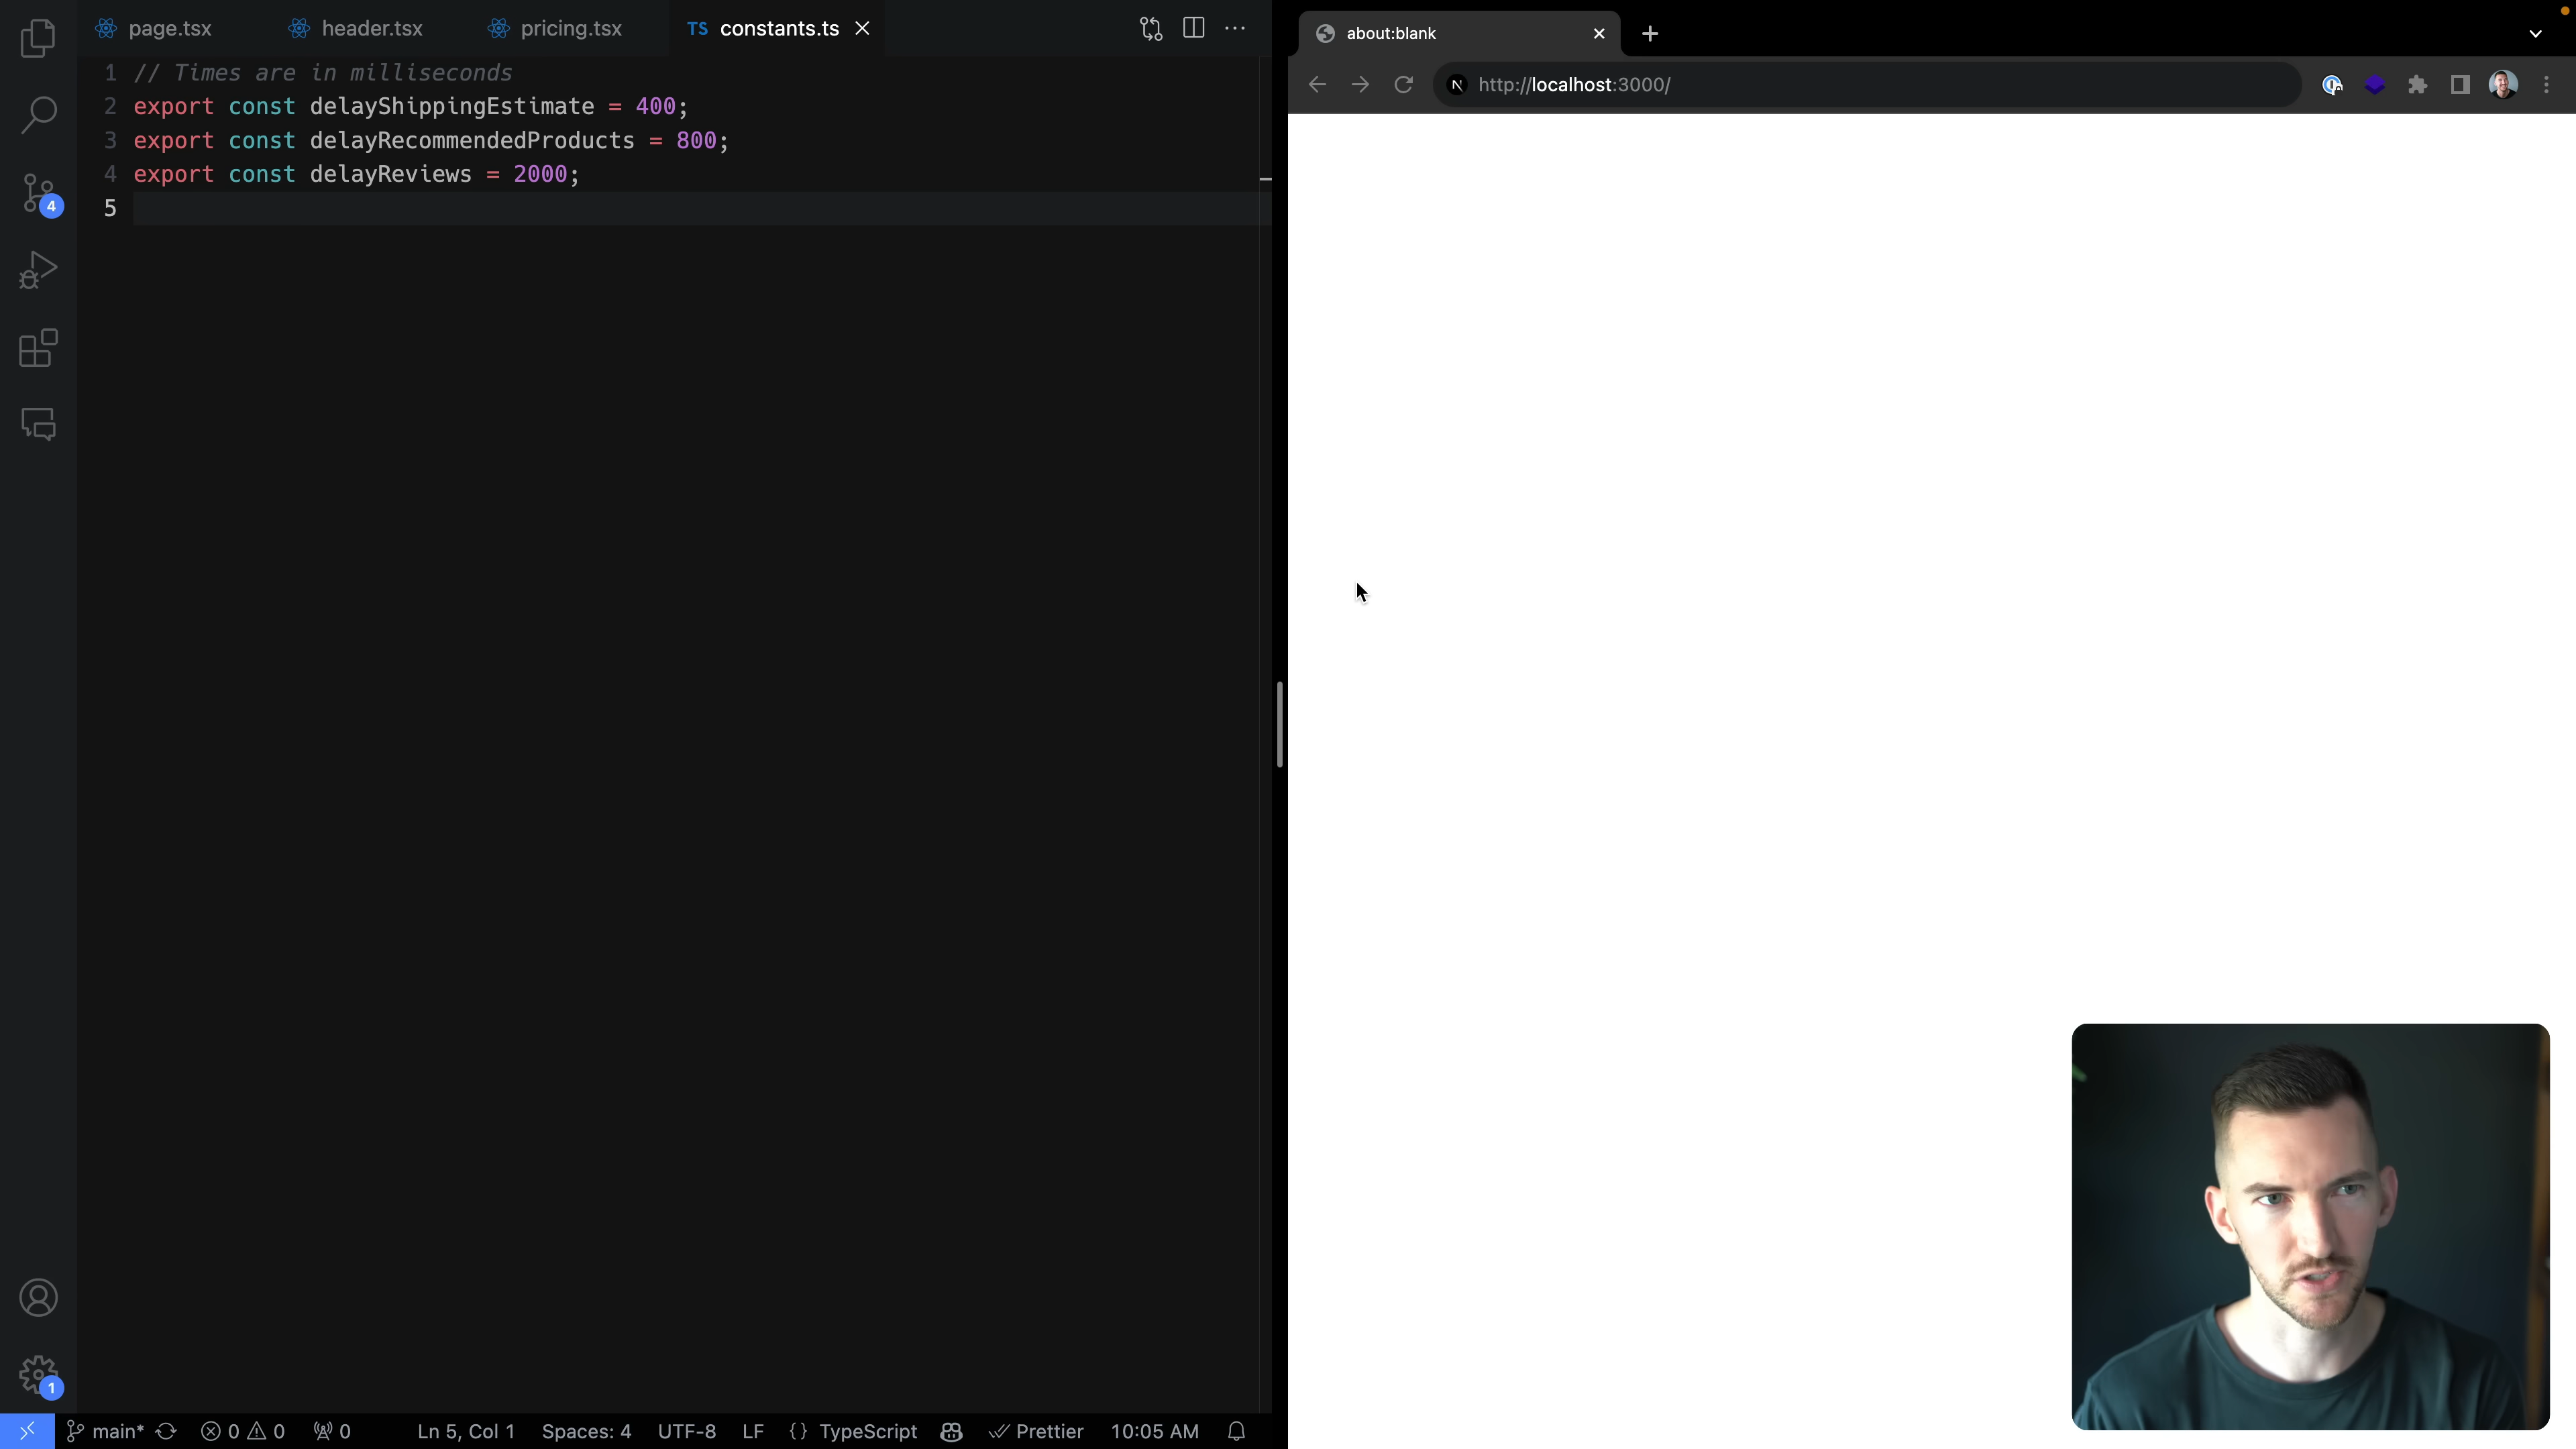 page.tsx
header.tsx
pricing.tsx
TS constants.ts
1 // Times are in milliseconds
2 export const delayShippingEstimate = 400;
3 export const delayRecommendedProducts = 800;
4 export const delayReviews = 2000;
5
4
1
main*
0 0
0
Ln 5, Col 1
Spaces: 4
UTF-8
LF
{ } TypeScript
Prettier
10:05 AM
about:blank
N http://localhost:3000/